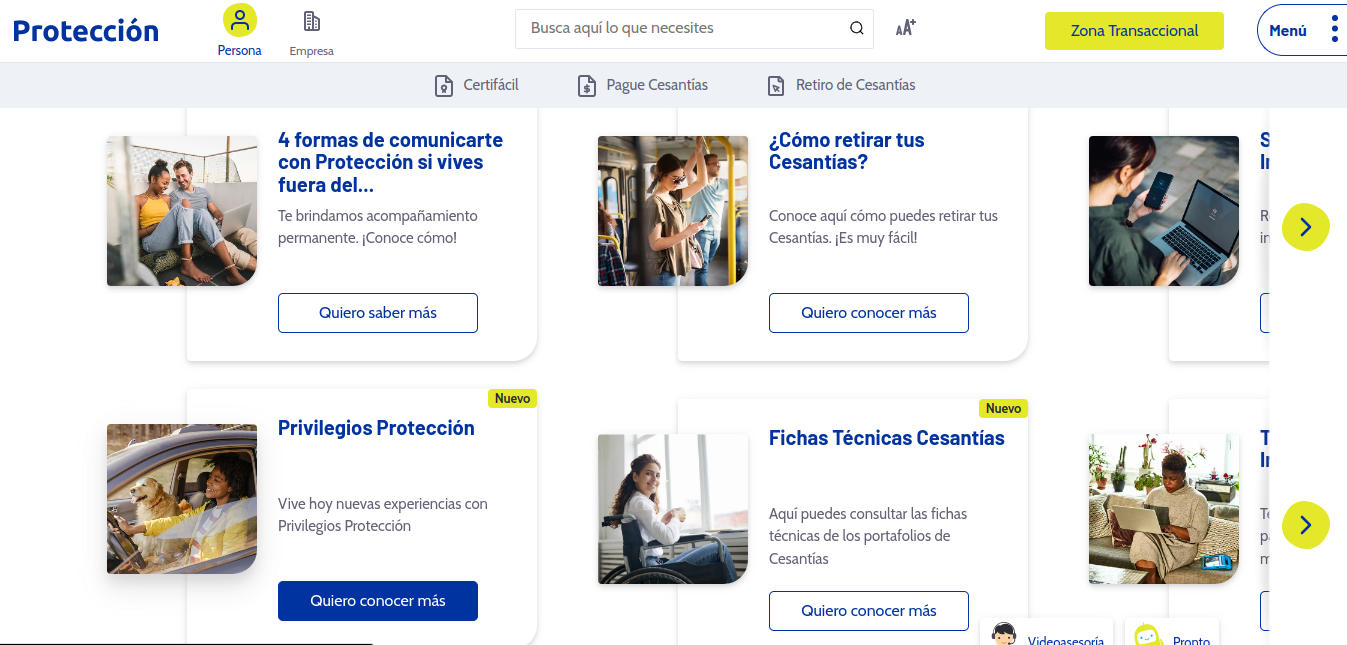 Protección
Persona
Empresa
Busca aquí lo que necesites
AA+
Zona Transaccional
Menú
Certifácil
Pague Cesantías
Retiro de Cesantías
4 formas de comunicarte
con Protección si vives
fuera del...
Te brindamos acompañamiento
permanente. ¡Conoce cómo!
Quiero saber más
¿Cómo retirar tus
Cesantías?
Conoce aquí cómo puedes retirar tus
Cesantías. ¡Es muy fácil!
Quiero conocer más
Nuevo
Privilegios Protección
Vive hoy nuevas experiencias con
Privilegios Protección
Quiero conocer más
Nuevo
Fichas Técnicas Cesantías
Aquí puedes consultar las fichas
técnicas de los portafolios de
Cesantías
Quiero conocer más
Videoasesoría
Pronto